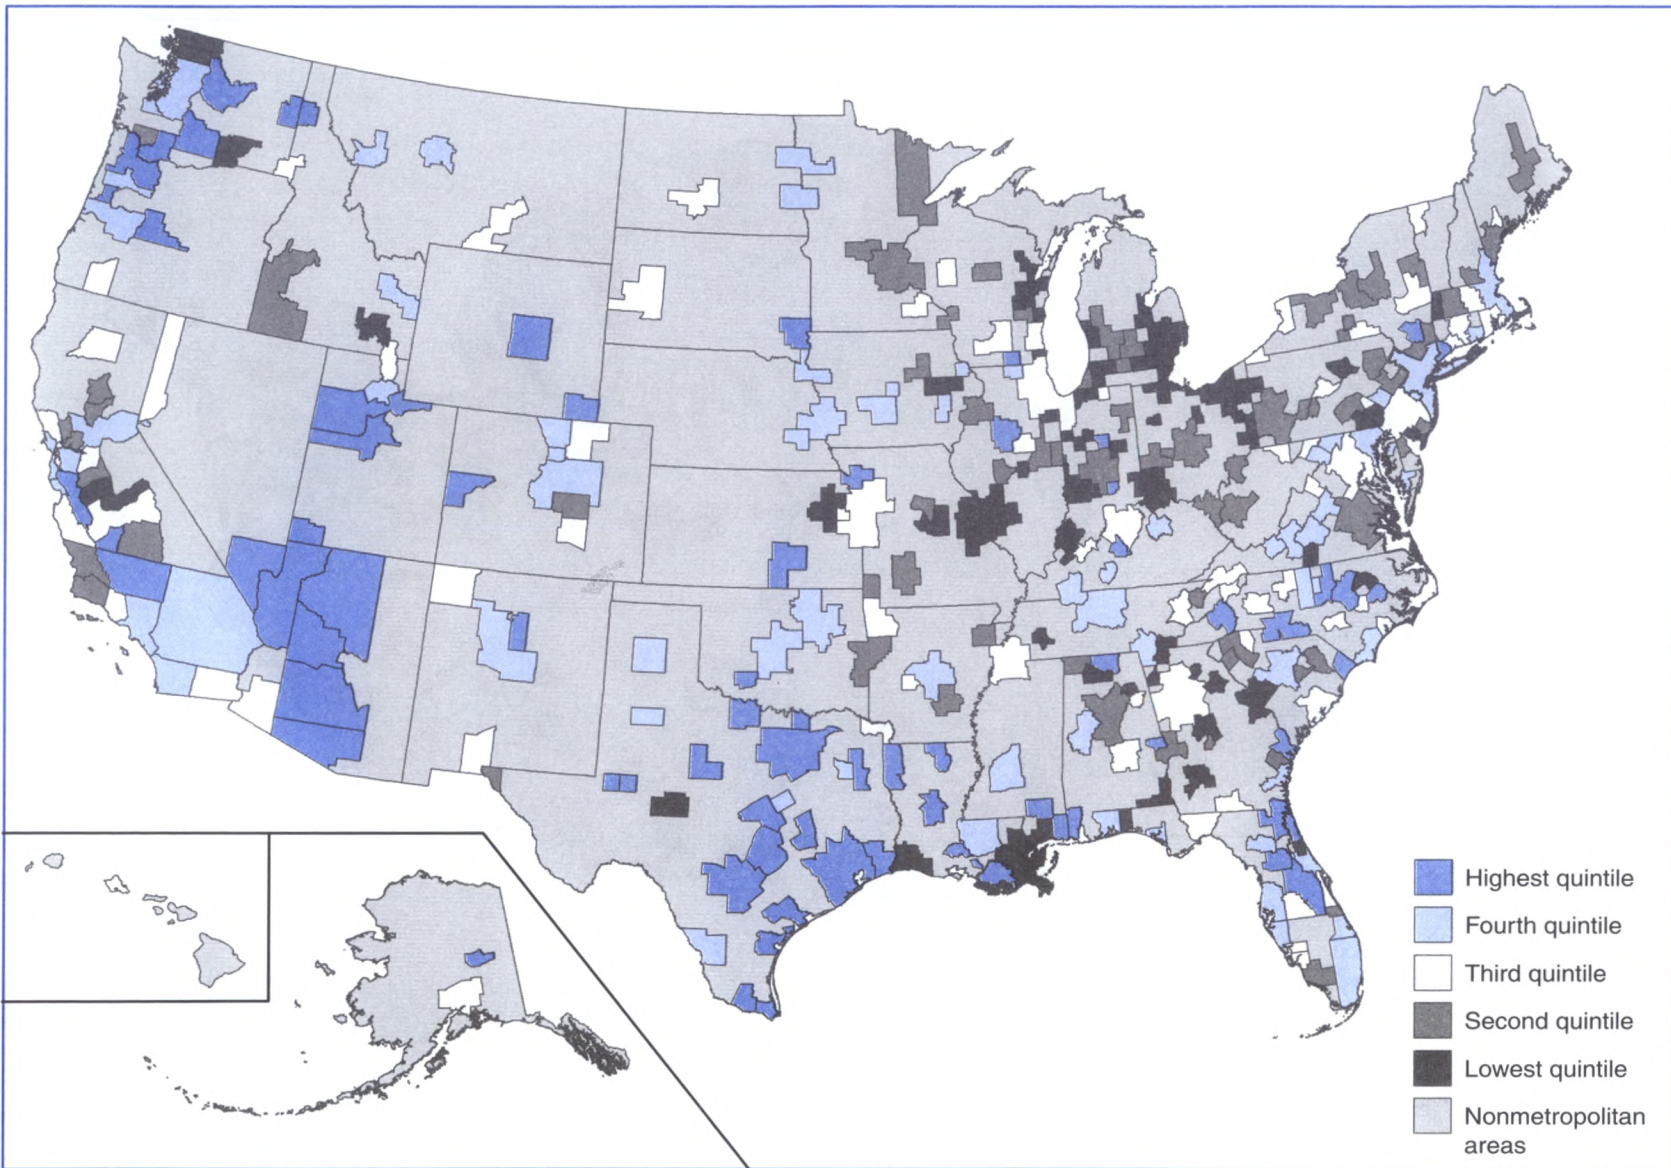 Highest quintile
Fourth quintile
Third quintile
Second quintile
Lowest quintile
Nonmetropolitan
areas